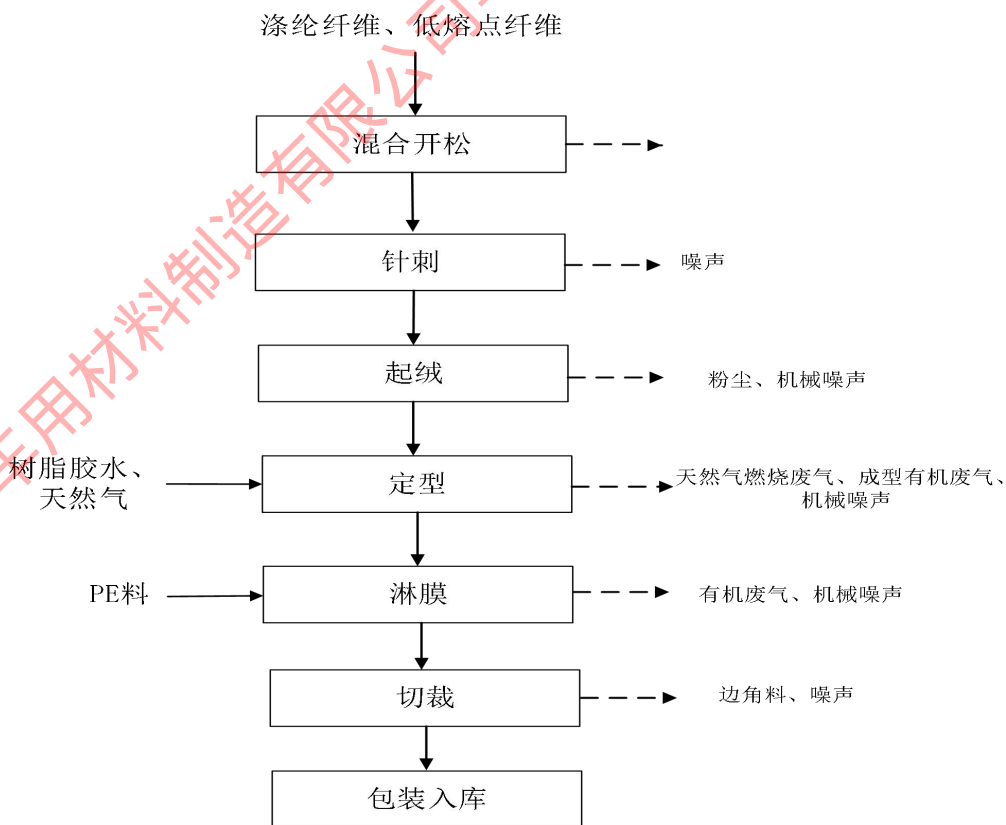 涤纶纤维、低熔点纤维
混合开松
针刺
噪声
起绒
粉尘、机械噪声
树脂胶水、
天然气
定型
天然气燃烧废气、成型有机废气、
机械噪声
PE料
淋膜
有机废气、机械噪声
切裁
边角料、噪声
包装入库
车用材料制造有限公司